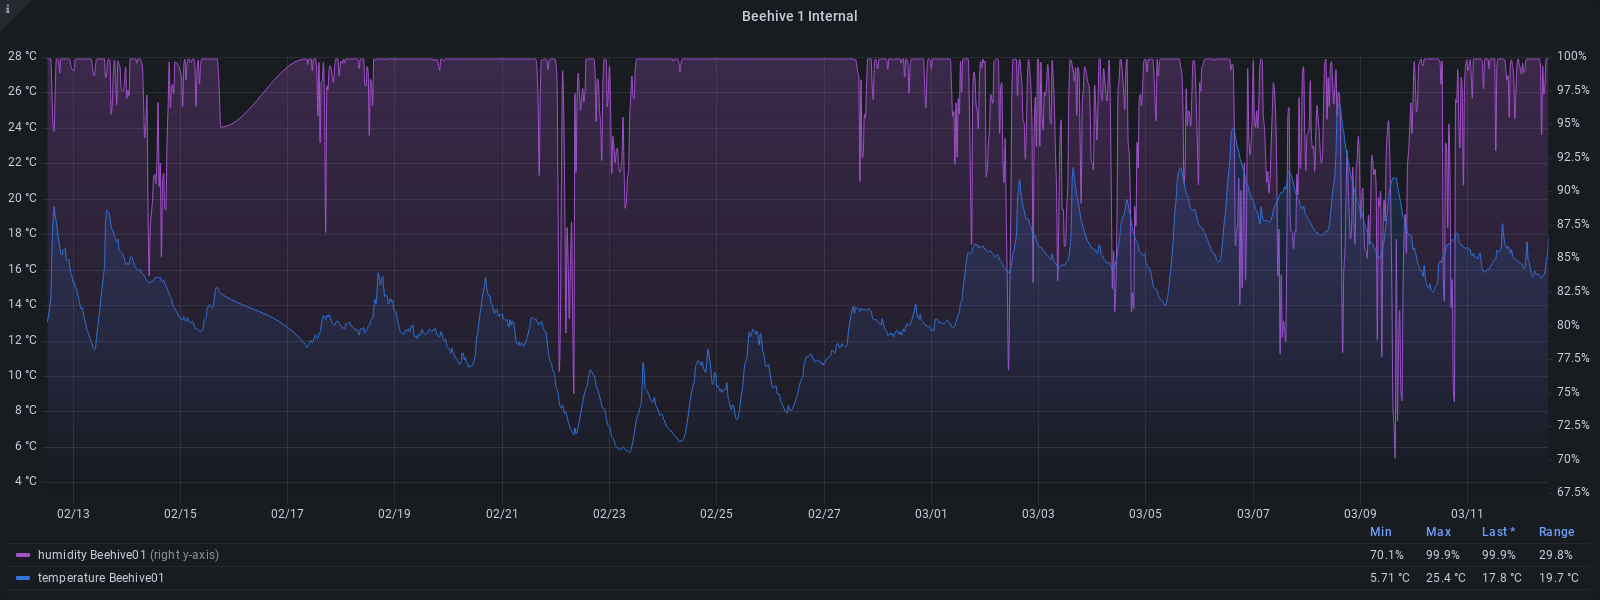 i
Beehive 1 Internal
28 °C 100%
26 °C 97.5%
24 °C 95%
22 °C 92.5%
20 °C 90%
18 °C 87.5%
16 °C 85%
14 °C 82.5%
12 °C 80%
10 °C 77.5%
8 °C 75%
6 °C 72.5%
4 °C 70%
67.5%
02/13 02/15 02/17 02/19 02/21 02/23 02/25 02/27 03/01 03/03 03/05 03/07 03/09 03/11
Min Max Last * Range
humidity Beehive01 (right y-axis) 70.1% 99.9% 99.9% 29.8%
temperature Beehive01 5.71 °C 25.4 °C 17.8 °C 19.7 °C